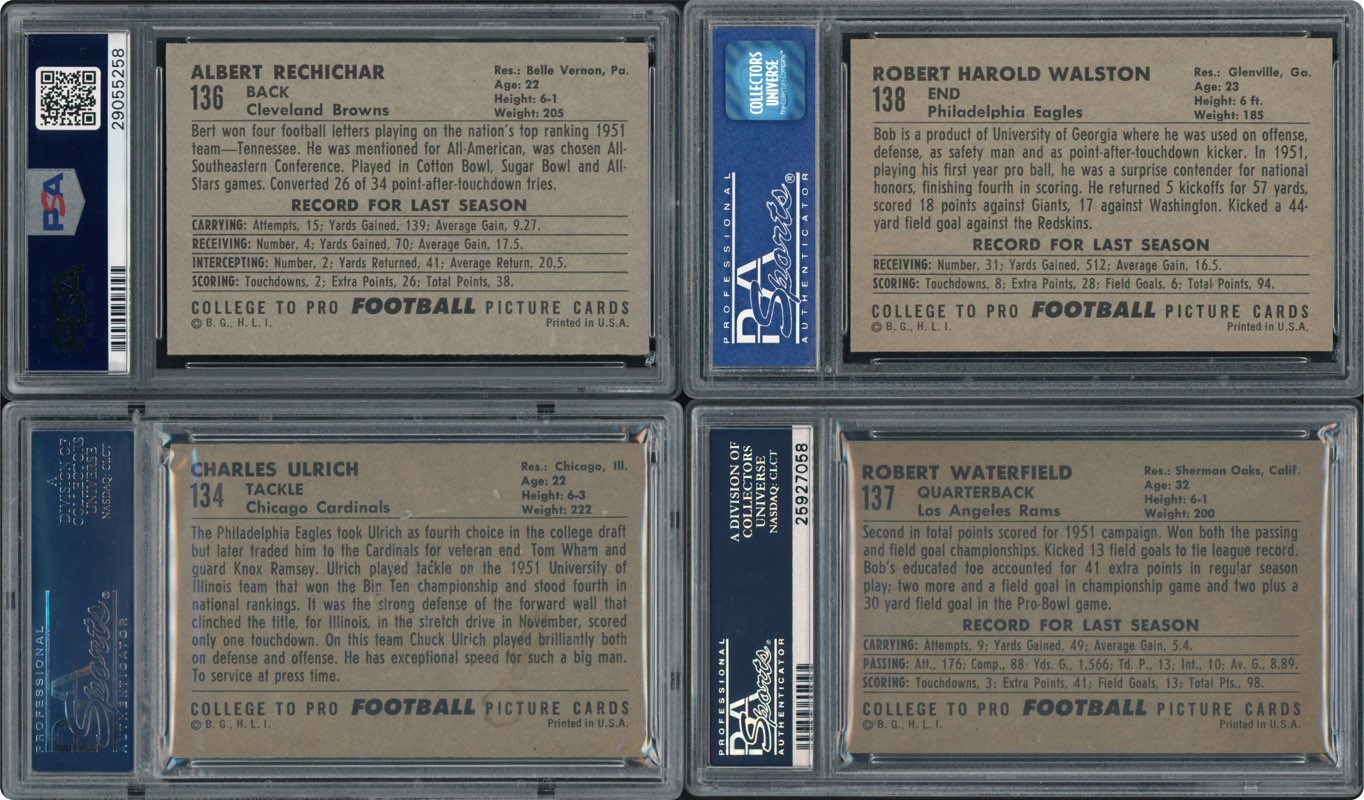 29055258
PSA
PSA
ALBERT RECHICHAR
136
BACK
Cleveland Browns
Res.: Belle Vernon, Pa.
Age: 22
Height: 6-1
Weight: 205
Bert won four football letters playing on the nation's top ranking 1951
team—Tennessee. He was mentioned for All-American, was chosen All-
Southeastern Conference. Played in Cotton Bowl, Sugar Bowl and All-
Stars games. Converted 26 of 34 point-after-touchdown tries.
RECORD FOR LAST SEASON
CARRYING: Attempts, 15; Yards Gained, 139; Average Gain, 9.27.
RECEIVING: Number, 4; Yards Gained, 70; Average Gain, 17.5.
INTERCEPTING: Number, 2; Yards Returned, 41; Average Return, 20.5.
SCORING: Touchdowns, 2; Extra Points, 26; Total Points, 38.
COLLEGE TO PRO FOOTBALL PICTURE CARDS
© B. G., H. L. I.
Printed in U.S.A.
COLLECTORS
UNIVERSE
PROFESSIONAL
PSA
Sports®
AUTHENTICATOR
ROBERT HAROLD WALSTON
138
END
Philadelphia Eagles
Res.: Glenville, Ga.
Age: 23
Height: 6 ft.
Weight: 185
Bob is a product of University of Georgia where he was used on offense,
defense, as safety man and as point-after-touchdown kicker. In 1951,
playing his first year pro ball, he was a surprise contender for national
honors, finishing fourth in scoring. He returned 5 kickoffs for 57 yards,
scored 18 points against Giants, 17 against Washington. Kicked a 44-
yard field goal against the Redskins.
RECORD FOR LAST SEASON
RECEIVING: Number, 31; Yards Gained, 512; Average Gain, 16.5.
SCORING: Touchdowns, 8; Extra Points, 28; Field Goals, 6; Total Points, 94.
COLLEGE TO PRO FOOTBALL PICTURE CARDS
© B. G., H. L. I.
Printed in U.S.A.
A
DIVISION OF
COLLECTORS
UNIVERSE
NASDAQ: CLCT
PROFESSIONAL
PSA
Sports®
AUTHENTICATOR
CHARLES ULRICH
134
TACKLE
Chicago Cardinals
Res.: Chicago, Ill.
Age: 22
Height: 6-3
Weight: 222
The Philadelphia Eagles took Ulrich as fourth choice in the college draft
but later traded him to the Cardinals for veteran end Tom Wham and
guard Knox Ramsey. Ulrich played tackle on the 1951 University of
Illinois team that won the Big Ten championship and stood fourth in
national rankings. It was the strong defense of the forward wall that
clinched the title, for Illinois, in the stretch drive in November, scored
only one touchdown. On this team Chuck Ulrich played brilliantly both
on defense and offense. He has exceptional speed for such a big man.
To service at press time.
COLLEGE TO PRO FOOTBALL PICTURE CARDS
© B. G., H. L. I.
Printed in U.S.A.
A DIVISION OF
COLLECTORS
UNIVERSE
NASDAQ: CLCT
25927058
PROFESSIONAL
PSA
Sports®
AUTHENTICATOR
ROBERT WATERFIELD
137
QUARTERBACK
Los Angeles Rams
Res.: Sherman Oaks, Calif.
Age: 32
Height: 6-1
Weight: 200
Second in total points scored for 1951 campaign. Won both the passing
and field goal championships. Kicked 13 field goals to tie league record.
Bob's educated toe accounted for 41 extra points in regular season
play; two more and a field goal in championship game and two plus a
30 yard field goal in the Pro-Bowl game.
RECORD FOR LAST SEASON
CARRYING: Attempts, 9; Yards Gained, 49; Average Gain, 5.4.
PASSING: Att., 176; Comp., 88; Yds. G., 1,566; Td. P., 13; Int., 10; Av. G., 8.89.
SCORING: Touchdowns, 3; Extra Points, 41; Field Goals, 13; Total Pts., 98.
COLLEGE TO PRO FOOTBALL PICTURE CARDS
© B. G., H. L. I.
Printed in U.S.A.